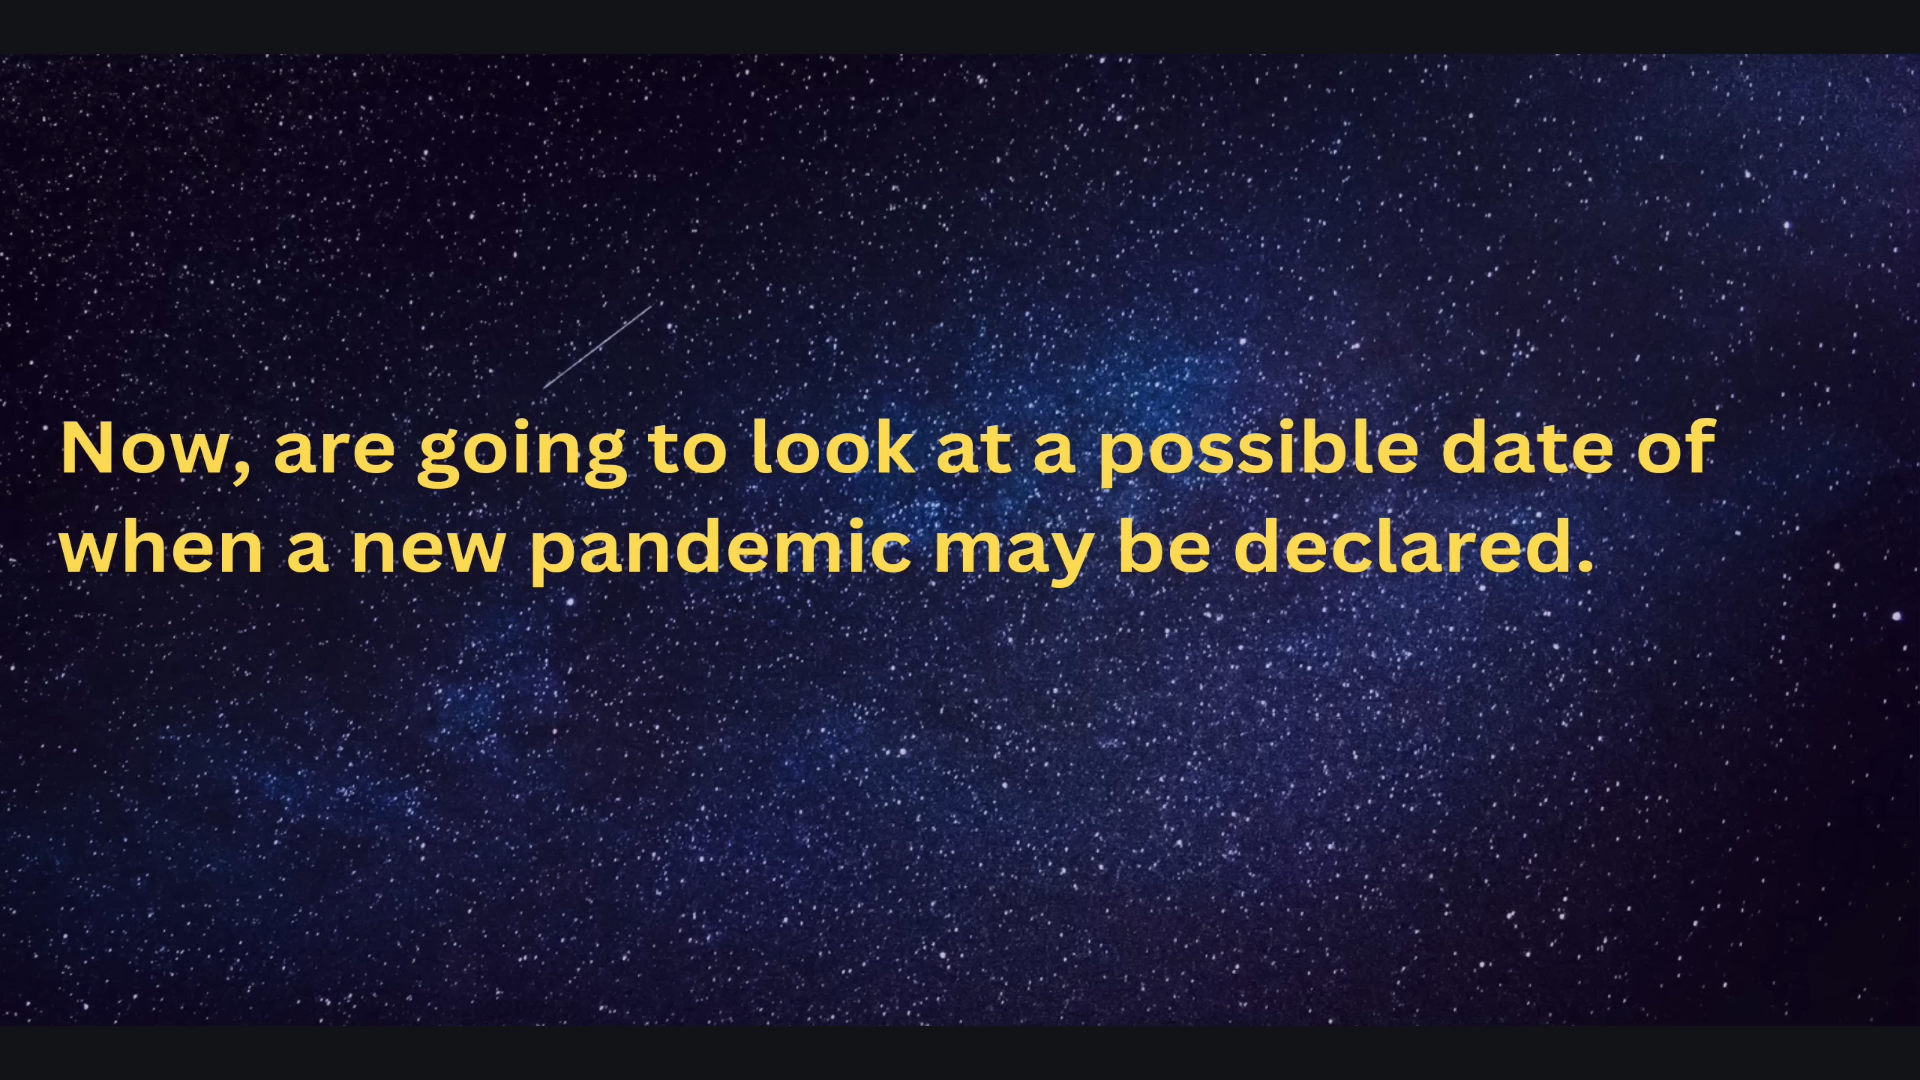 Now, are going to look at a possible date of
when a new pandemic may be declared.